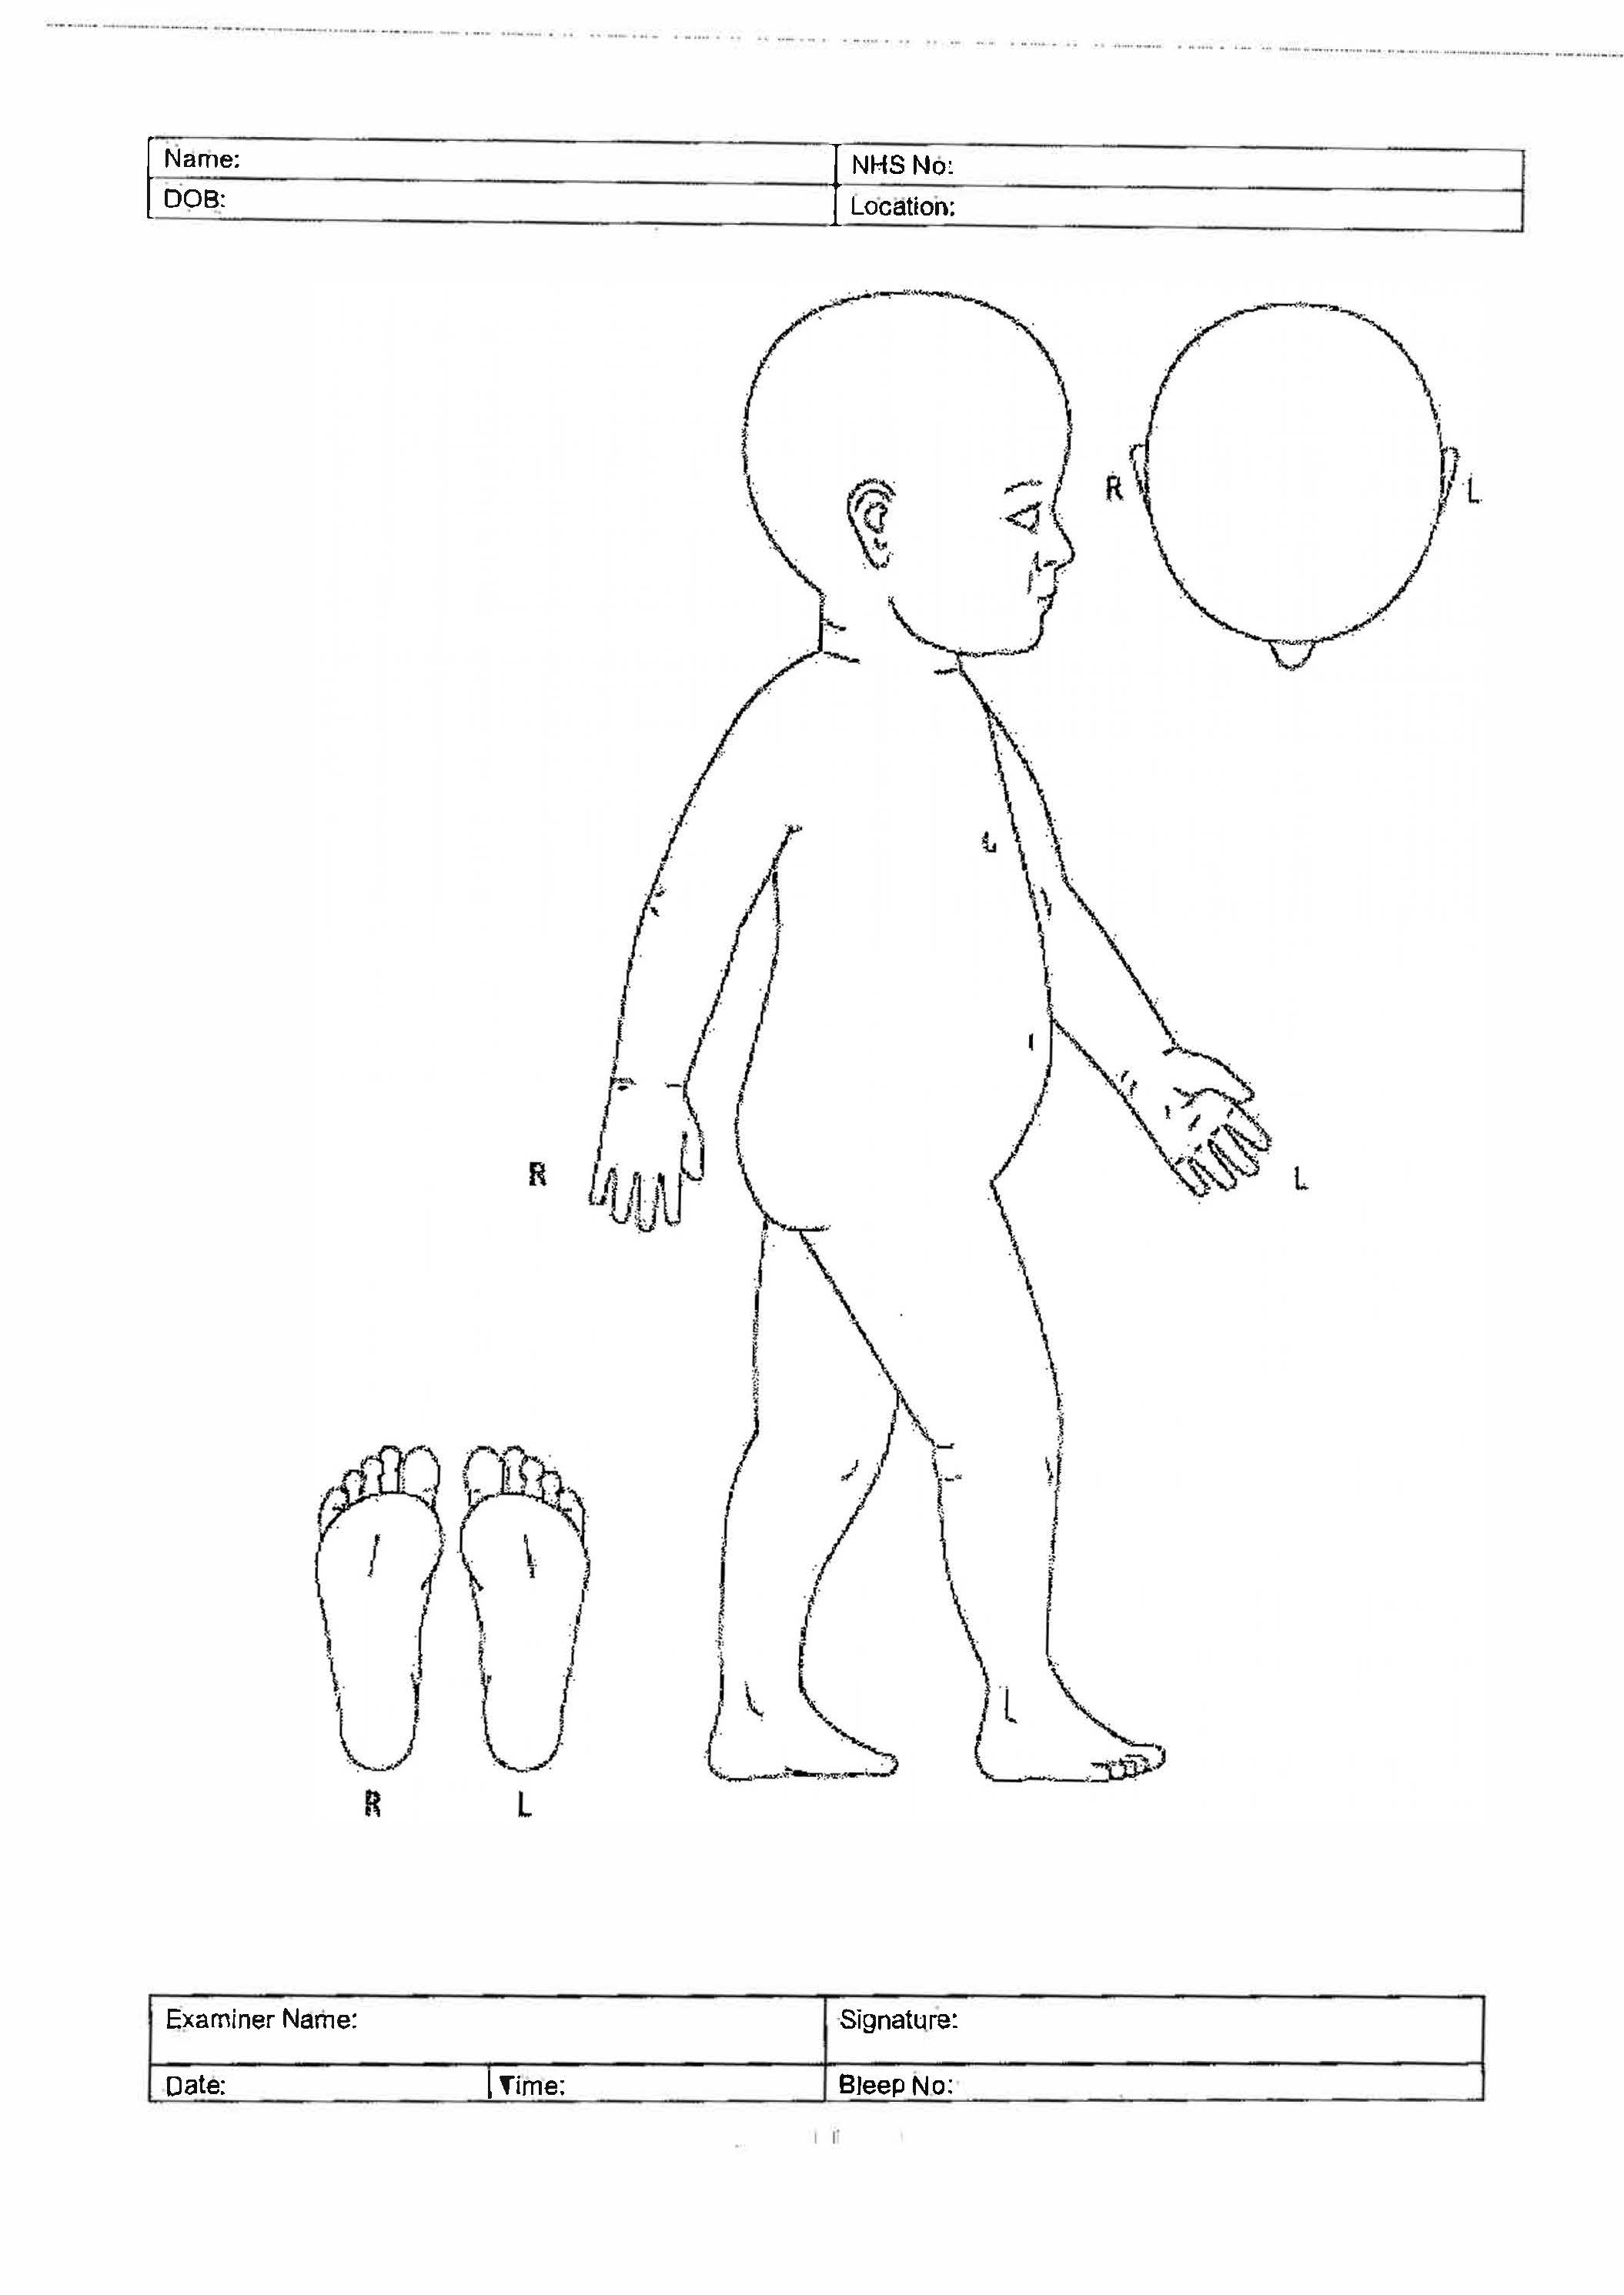 Name: NHS No:
DOB: Location:
R L
R L
R L
Examiner Name: Signature:
Date: Time: Bleep No: